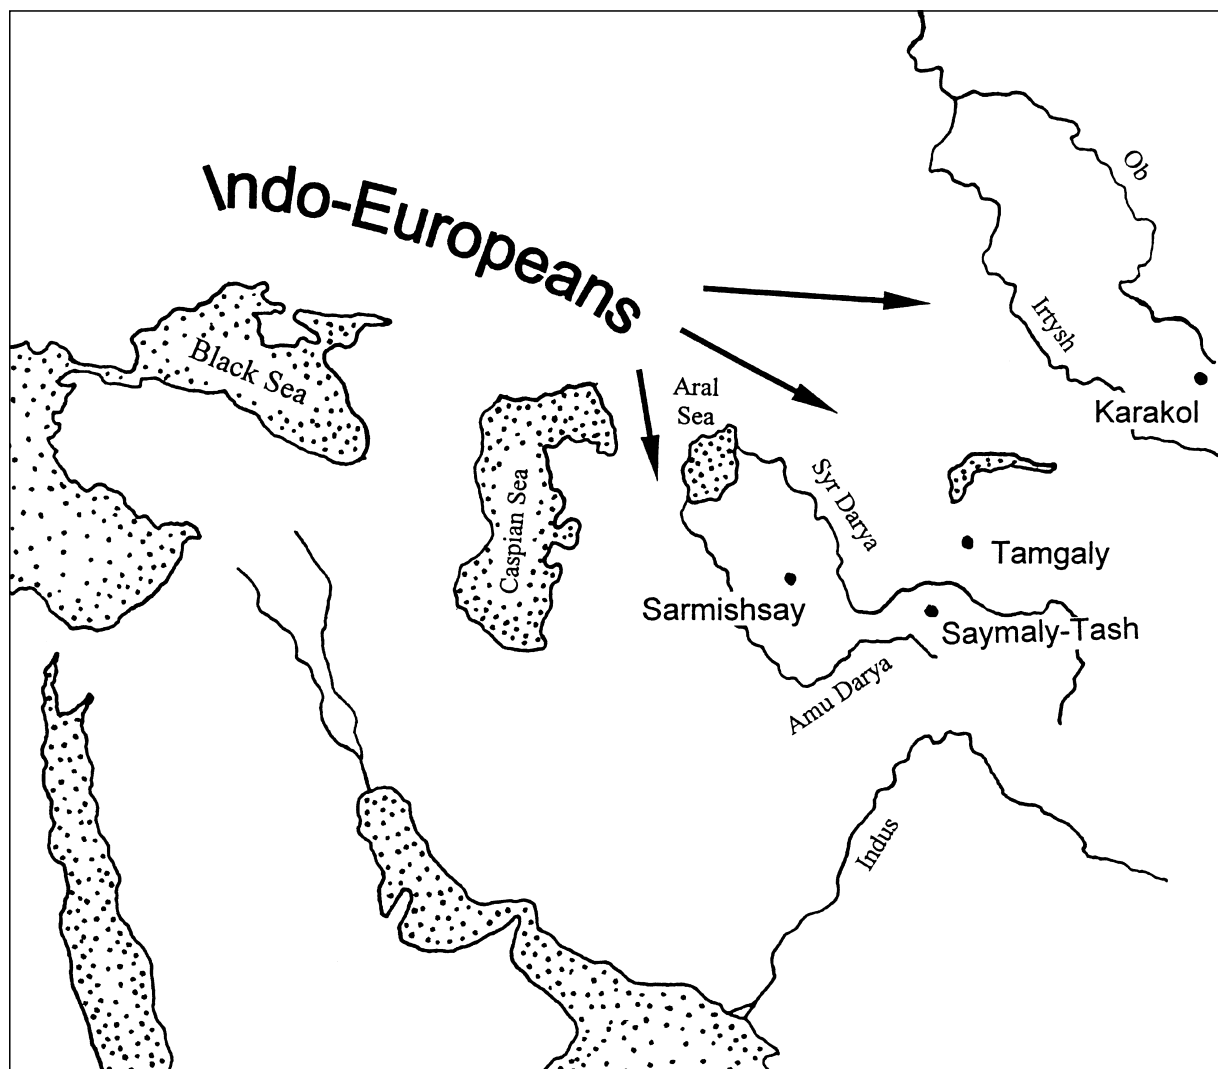 Ob
Indo-Europeans
Irtysh
Black Sea
Aral
Sea
Karakol
Syr Darya
Caspian Sea
Tamgaly
Sarmishsay
Saymaly-Tash
Amu Darya
Indus